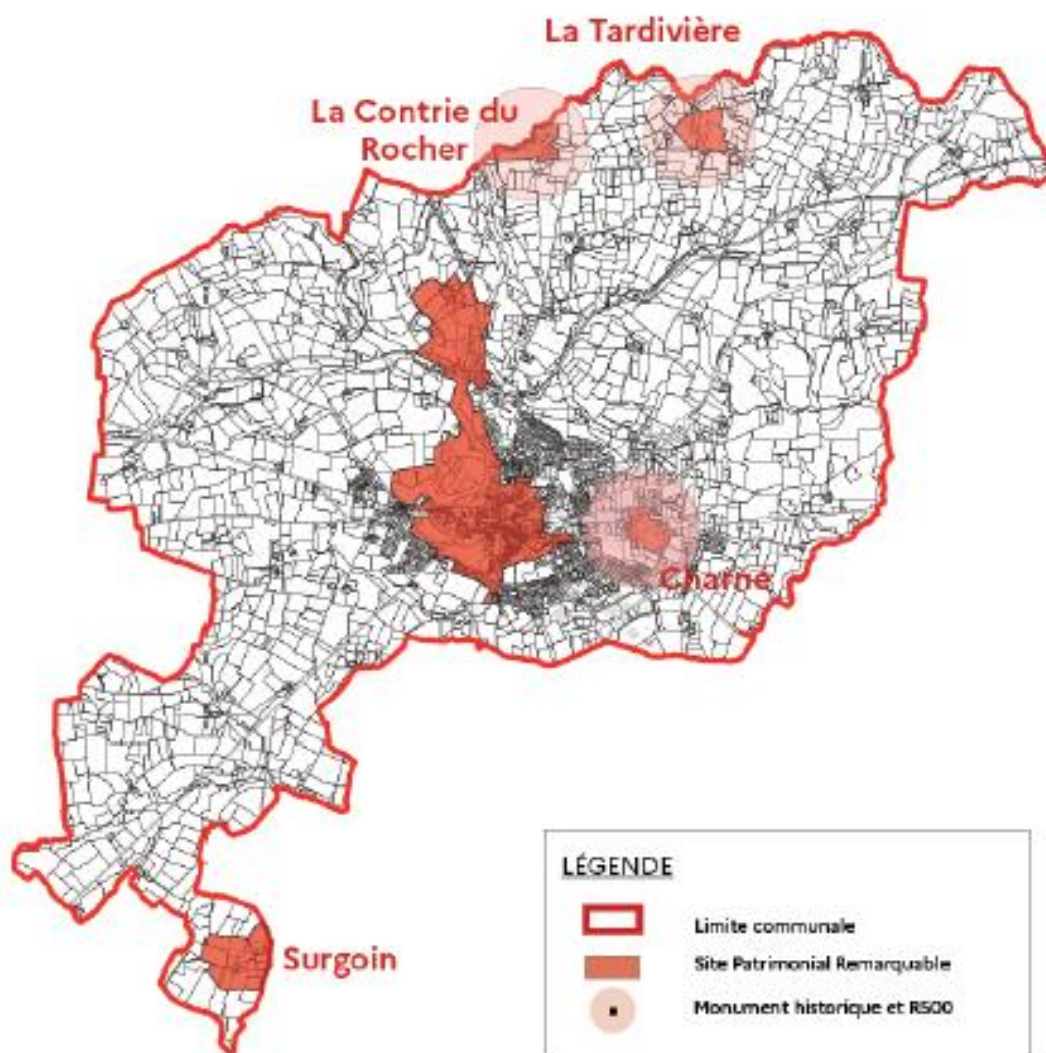 La Tardivière
La Contrie du
Rocher
Charné
Surgoin
LÉGENDE
Limite communale
Site Patrimonial Remarquable
Monument historique et R500